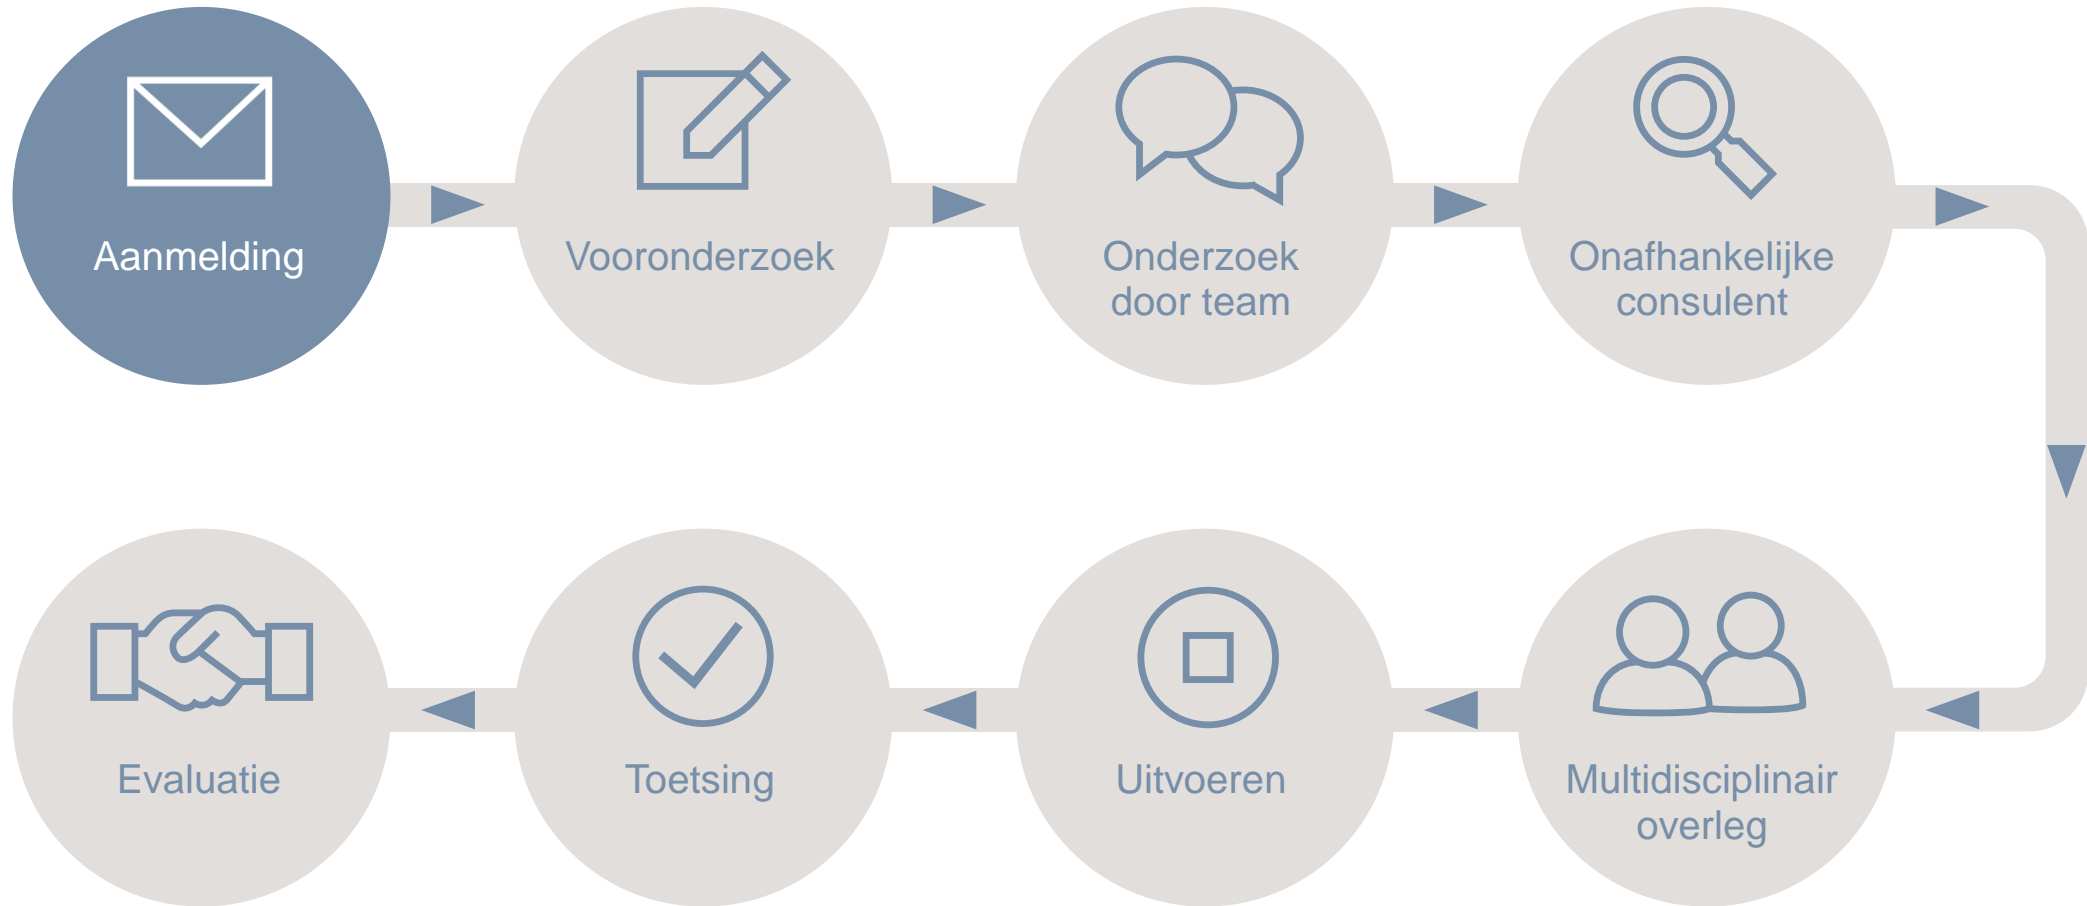 Aanmelding
Vooronderzoek
Onderzoek
door team
Onafhankelijke
consulent
Multidisciplinair
overleg
Uitvoeren
Toetsing
Evaluatie